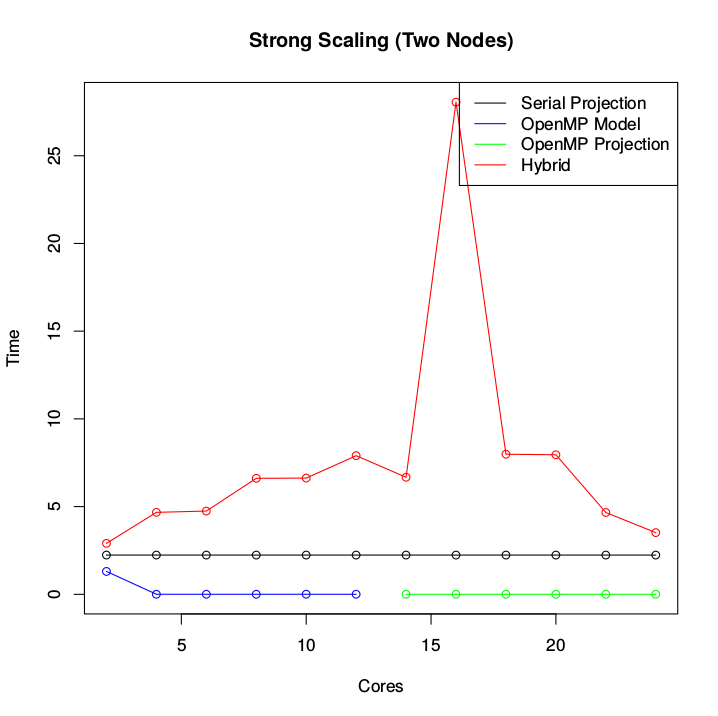 Strong Scaling (Two Nodes)
Serial Projection
OpenMP Model
OpenMP Projection
Hybrid
25
20
15
10
5
0
Time
5 10 15 20
Cores